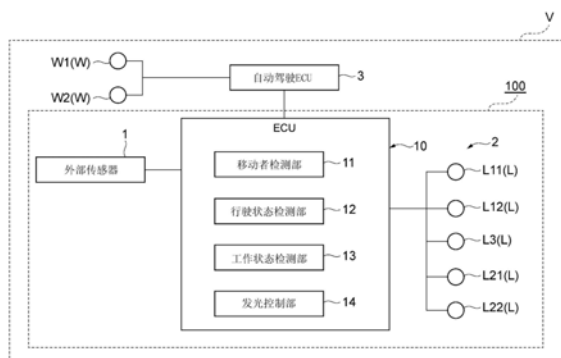 V
W1(W)
W2(W)
自动驾驶ECU
3
100
ECU
1
外部传感器
10
2
移动者检测部
11
行驶状态检测部
12
工作状态检测部
13
发光控制部
14
L11(L)
L12(L)
L3(L)
L21(L)
L22(L)